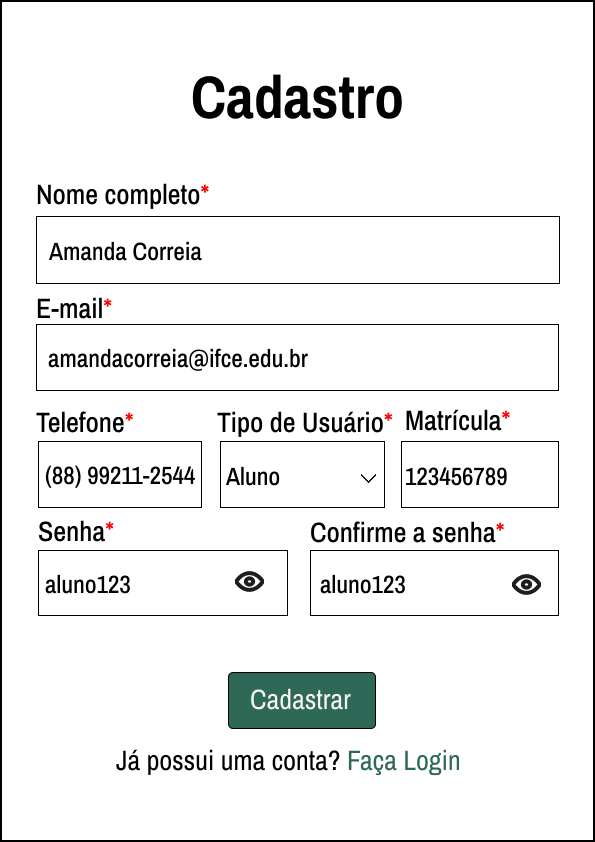 Cadastro
Nome completo*
Amanda Correia
E-mail*
amandacorreia@ifce.edu.br
Telefone* Tipo de Usuário* Matrícula*
(88) 99211-2544 Aluno 123456789
Senha* Confirme a senha*
aluno123 aluno123
Cadastrar
Já possui uma conta? Faça Login